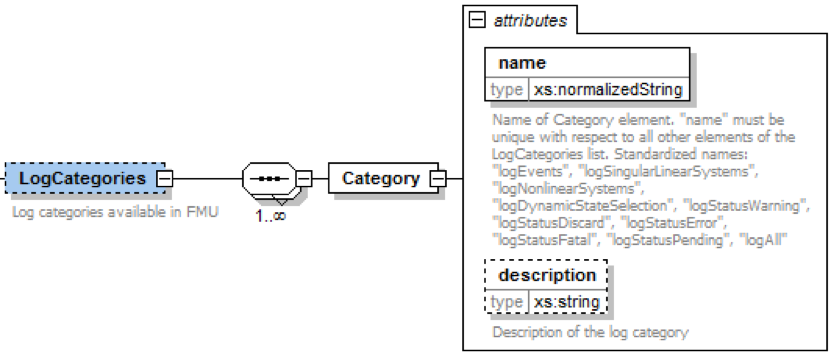 attributes
name
type xs:normalizedString
Name of Category element. "name" must be
unique with respect to all other elements of the
LogCategories list. Standardized names:
"logEvents", "logSingularLinearSystems",
"logNonlinearSystems",
"logDynamicStateSelection", "logStatusWarning",
"logStatusDiscard", "logStatusError",
"logStatusFatal", "logStatusPending", "logAll"
LogCategories
Log categories available in FMU
1..∞
Category
description
type xs:string
Description of the log category